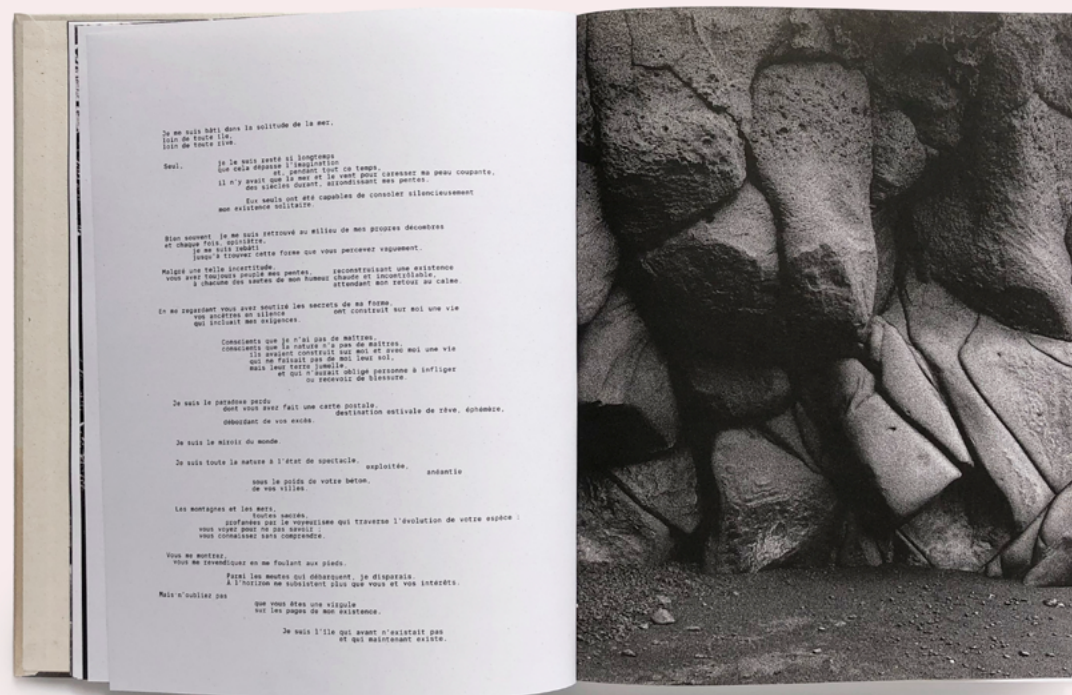 Je me suis bâti dans la solitude de la mer,
loin de toute île,
loin de toute rive.
Seul, je le suis resté si longtemps
que cela dépasse l'imagination
et, pendant tout ce temps,
il n'y avait que la mer et le vent pour caresser ma peau coupante,
des siècles durant, arrondissant mes pentes.
Eux seuls ont été capables de consoler silencieusement
mon existence solitaire.
Bien souvent je me suis retrouvé au milieu de mes propres décombres
et chaque fois, opiniâtre,
je me suis rebâti
jusqu'à trouver cette forme que vous percevez vaguement.
Malgré une telle incertitude,
vous avez toujours peuplé mes pentes, reconstruisant une existence
à chacune des sautes de mon humeur chaude et incontrôlable,
attendant mon retour au calme.
En me regardant vous avez soutiré les secrets de ma forme,
vos ancêtres en silence ont construit sur moi une vie
qui incluait mes exigences.
Conscients que je n'ai pas de maîtres,
conscients que la nature n'a pas de maîtres,
ils avaient construit sur moi et avec moi une vie
qui ne faisait pas de moi leur sol,
mais leur terre jumelle,
et qui n'aurait obligé personne à infliger
ou recevoir de blessure.
Je suis le paradoxe perdu
dont vous avez fait une carte postale,
destination estivale de rêve, éphémère,
débordant de vos excès.
Je suis le miroir du monde.
Je suis toute la nature à l'état de spectacle,
exploitée,
anéantie
sous le poids de votre béton,
de vos villes.
Les montagnes et les mers,
toutes sacrés,
profanées par le voyeurisme qui traverse l'évolution de votre espèce :
vous voyez pour ne pas savoir ;
vous connaissez sans comprendre.
Vous me montrez,
vous me revendiquez en me foulant aux pieds.
Parmi les meutes qui débarquent, je disparais.
À l'horizon ne subsistent plus que vous et vos intérêts.
Mais n'oubliez pas
que vous êtes une virgule
sur les pages de mon existence.
Je suis l'île qui avant n'existait pas
et qui maintenant existe.